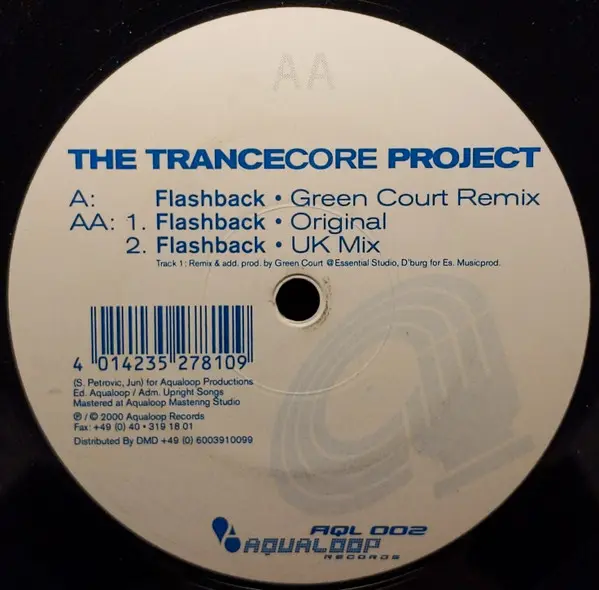 AA
THE TRANCECORE PROJECT
A: Flashback • Green Court Remix
AA: 1. Flashback • Original
2. Flashback • UK Mix
Track 1: Remix & add. prod. by Green Court @Essential Studio, D'burg for Es. Musicprod.
4 014235 278109
(S. Petrovic, Jun) for Aqualoop Productions
Ed. Aqualoop / Adm. Upright Songs
Mastered at Aqualoop Mastering Studio
℗ / © 2000 Aqualoop Records
Fax: +49 (0) 40 • 319 18 01
Distributed By DMD +49 (0) 6003910099
AQL 002
AQUALOOP
RECORDS